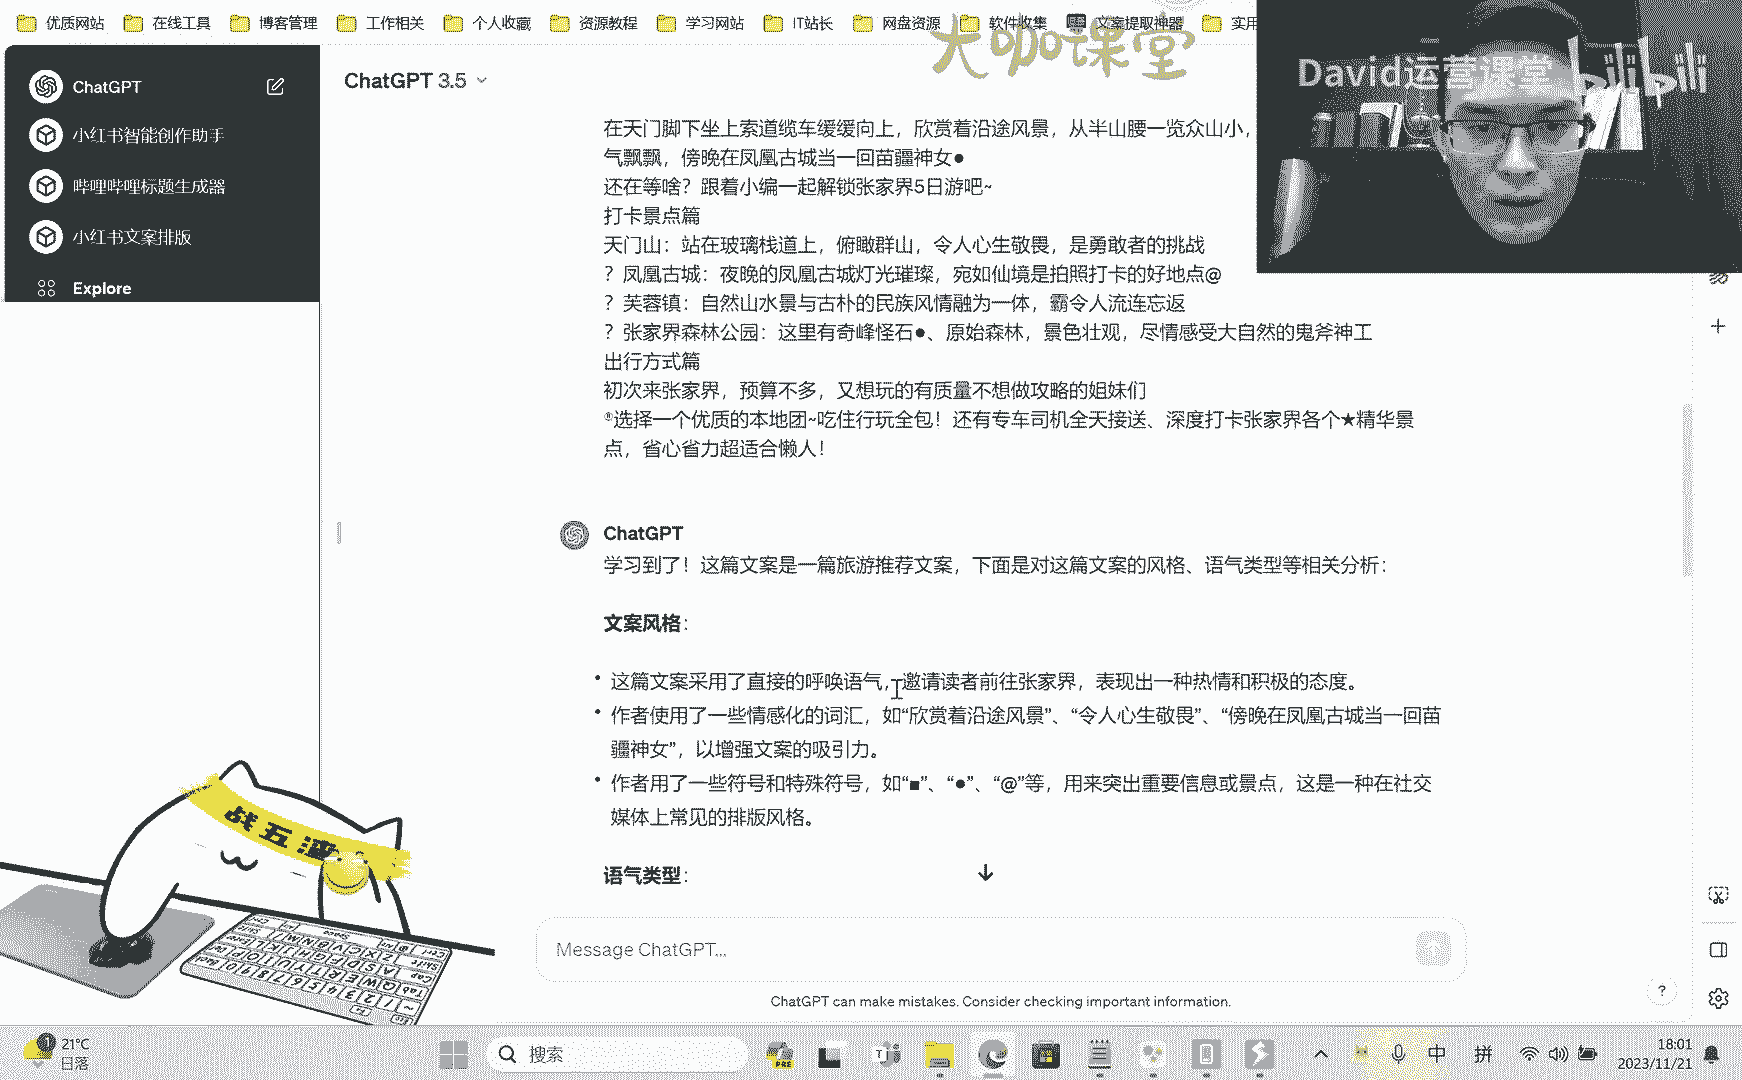 优质网站 在线工具 博客管理 工作相关 个人收藏 资源教程 学习网站 IT站长 网盘资源 软件收集 文案提取神器 实用
大咖课堂
David运营课堂 bilibili
ChatGPT
小红书智能创作助手
哔哩哔哩标题生成器
小红书文案排版
Explore
ChatGPT 3.5
在天门脚下坐上索道缆车缓缓向上，欣赏着沿途风景，从半山腰一览众山小，
气飘飘，傍晚在凤凰古城当一回苗疆神女●
还在等啥？跟着小编一起解锁张家界5日游吧~
打卡景点篇
天门山：站在玻璃栈道上，俯瞰群山，令人心生敬畏，是勇敢者的挑战
？凤凰古城：夜晚的凤凰古城灯光璀璨，宛如仙境是拍照打卡的好地点@
？芙蓉镇：自然山水景与古朴的民族风情融为一体，霸令人流连忘返
？张家界森林公园：这里有奇峰怪石●、原始森林，景色壮观，尽情感受大自然的鬼斧神工
出行方式篇
初次来张家界，预算不多，又想玩的有质量不想做攻略的姐妹们
®选择一个优质的本地团~吃住行玩全包！还有专车司机全天接送、深度打卡张家界各个★精华景
点，省心省力超适合懒人！
ChatGPT
学习到了！这篇文案是一篇旅游推荐文案，下面是对这篇文案的风格、语气类型等相关分析：
文案风格：
• 这篇文案采用了直接的呼唤语气，邀请读者前往张家界，表现出一种热情和积极的态度。
• 作者使用了一些情感化的词汇，如“欣赏着沿途风景”、“令人心生敬畏”、“傍晚在凤凰古城当一回苗
疆神女”，以增强文案的吸引力。
• 作者用了一些符号和特殊符号，如“■”、“●”、“@”等，用来突出重要信息或景点，这是一种在社交
媒体上常见的排版风格。
语气类型：
战五渣
Message ChatGPT...
ChatGPT can make mistakes. Consider checking important information.
?
1
21°C
日落
搜索
PRE
中 拼
18:01
2023/11/21